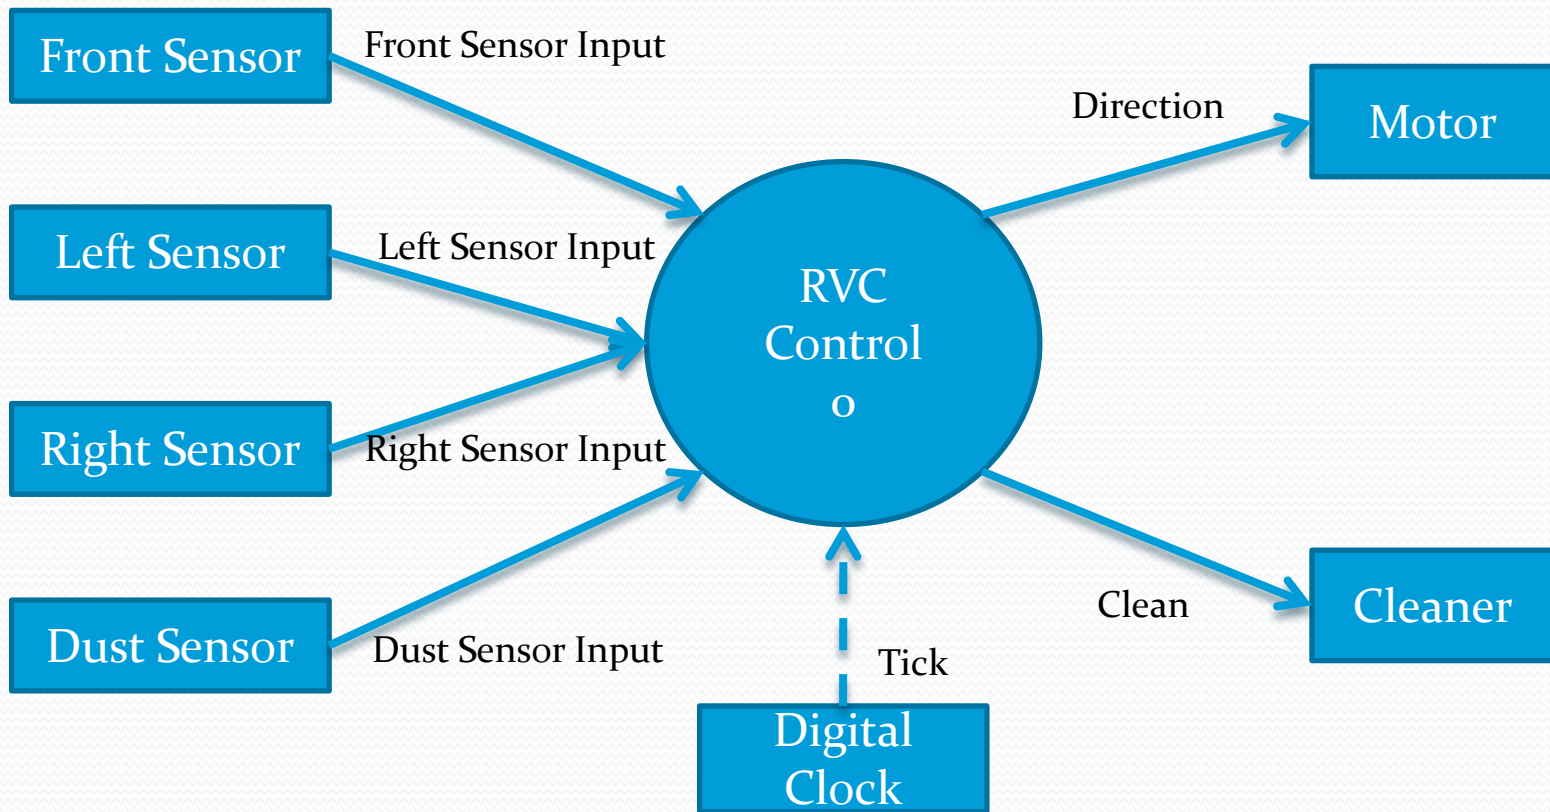 Front Sensor
Front Sensor Input
Direction
Motor
Left Sensor
Left Sensor Input
RVC
Control
o
Right Sensor
Right Sensor Input
Clean
Cleaner
Dust Sensor
Dust Sensor Input
Tick
Digital
Clock